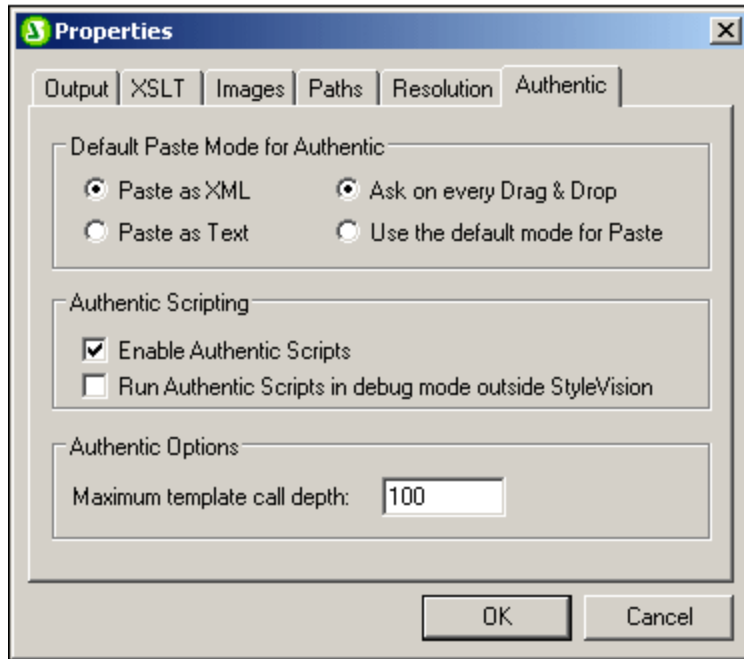 Properties
Output XSLT Images Paths Resolution Authentic
Default Paste Mode for Authentic
Paste as XML Ask on every Drag & Drop
Paste as Text Use the default mode for Paste
Authentic Scripting
Enable Authentic Scripts
Run Authentic Scripts in debug mode outside StyleVision
Authentic Options
Maximum template call depth: 100
OK Cancel